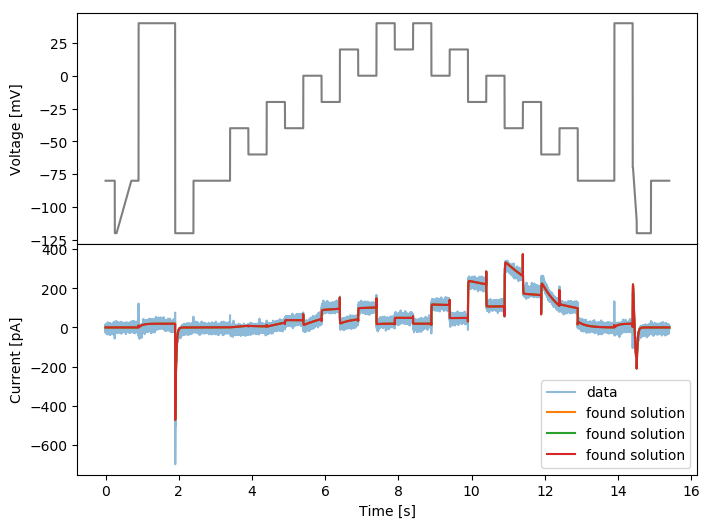 25
0
−25
−50
−75
−100
−125
Voltage [mV]
400
200
0
−200
−400
−600
Current [pA]
data
found solution
found solution
found solution
0 2 4 6 8 10 12 14 16
Time [s]